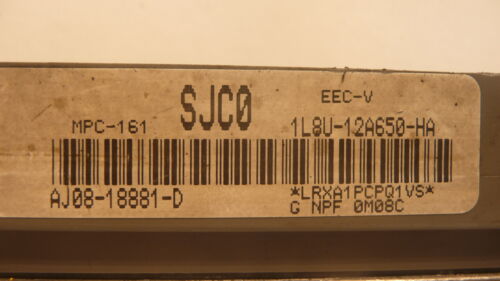 SJC0 EEC-V
MPC-161 1L8U-12A650-HA
AJ08-18881-D *LRXA1PCPQ1VS*
G NPF 0M08C